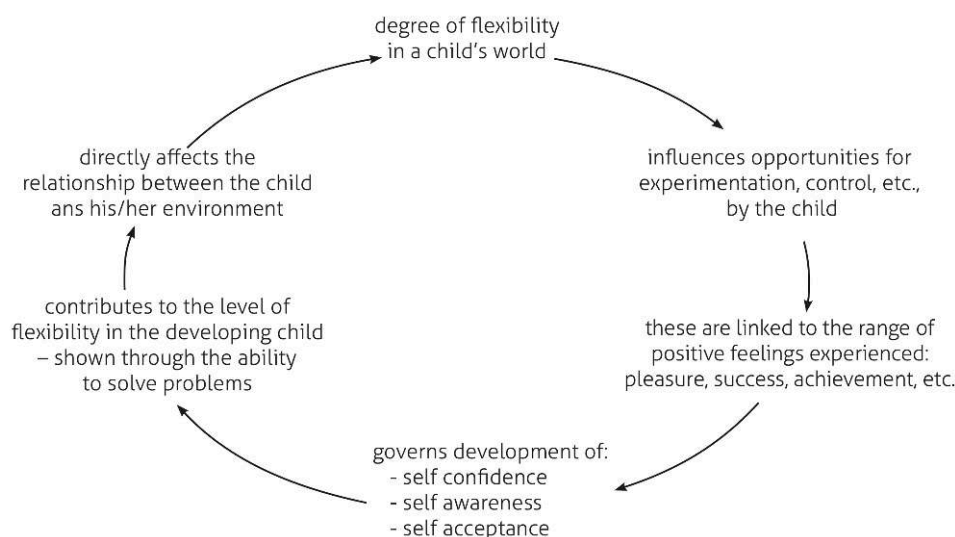 degree of flexibility
in a child's world
influences opportunities for
experimentation, control, etc.,
by the child
these are linked to the range of
positive feelings experienced:
pleasure, success, achievement, etc.
governs development of:
- self confidence
- self awareness
- self acceptance
contributes to the level of
flexibility in the developing child
– shown through the ability
to solve problems
directly affects the
relationship between the child
ans his/her environment